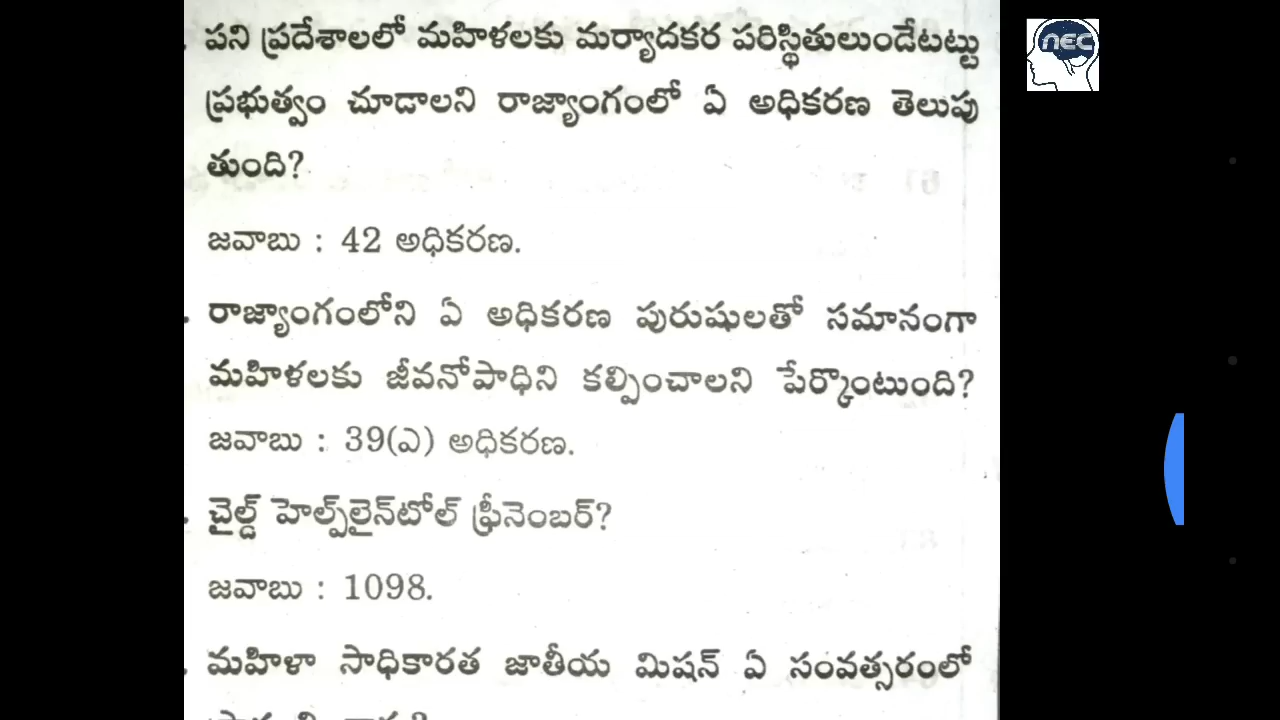 పని ప్రదేశాలలో మహిళలకు మర్యాదకర పరిస్థితులుండేటట్టు
ప్రభుత్వం చూడాలని రాజ్యాంగంలో ఏ అధికరణ తెలుపు
తుంది?
జవాబు : 42 అధికరణ.
రాజ్యాంగంలోని ఏ అధికరణ పురుషులతో సమానంగా
మహిళలకు జీవనోపాధిని కల్పించాలని పేర్కొంటుంది?
జవాబు : 39(ఎ) అధికరణ.
చైల్డ్ హెల్ప్‌లైన్‌టోల్ ఫ్రీనెంబర్?
జవాబు : 1098.
మహిళా సాధికారత జాతీయ మిషన్ ఏ సంవత్సరంలో
nec